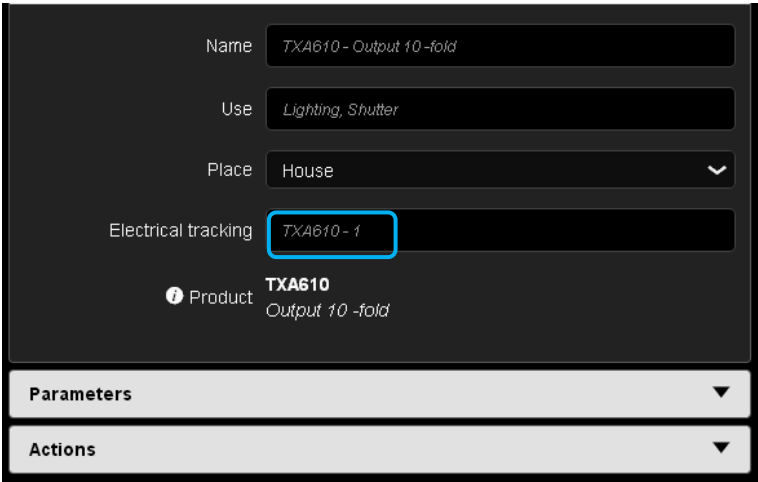 Name TXA610 - Output 10 -fold
Use Lighting, Shutter
Place House
Electrical tracking TXA610 - 1
i Product TXA610
Output 10 -fold
Parameters
Actions